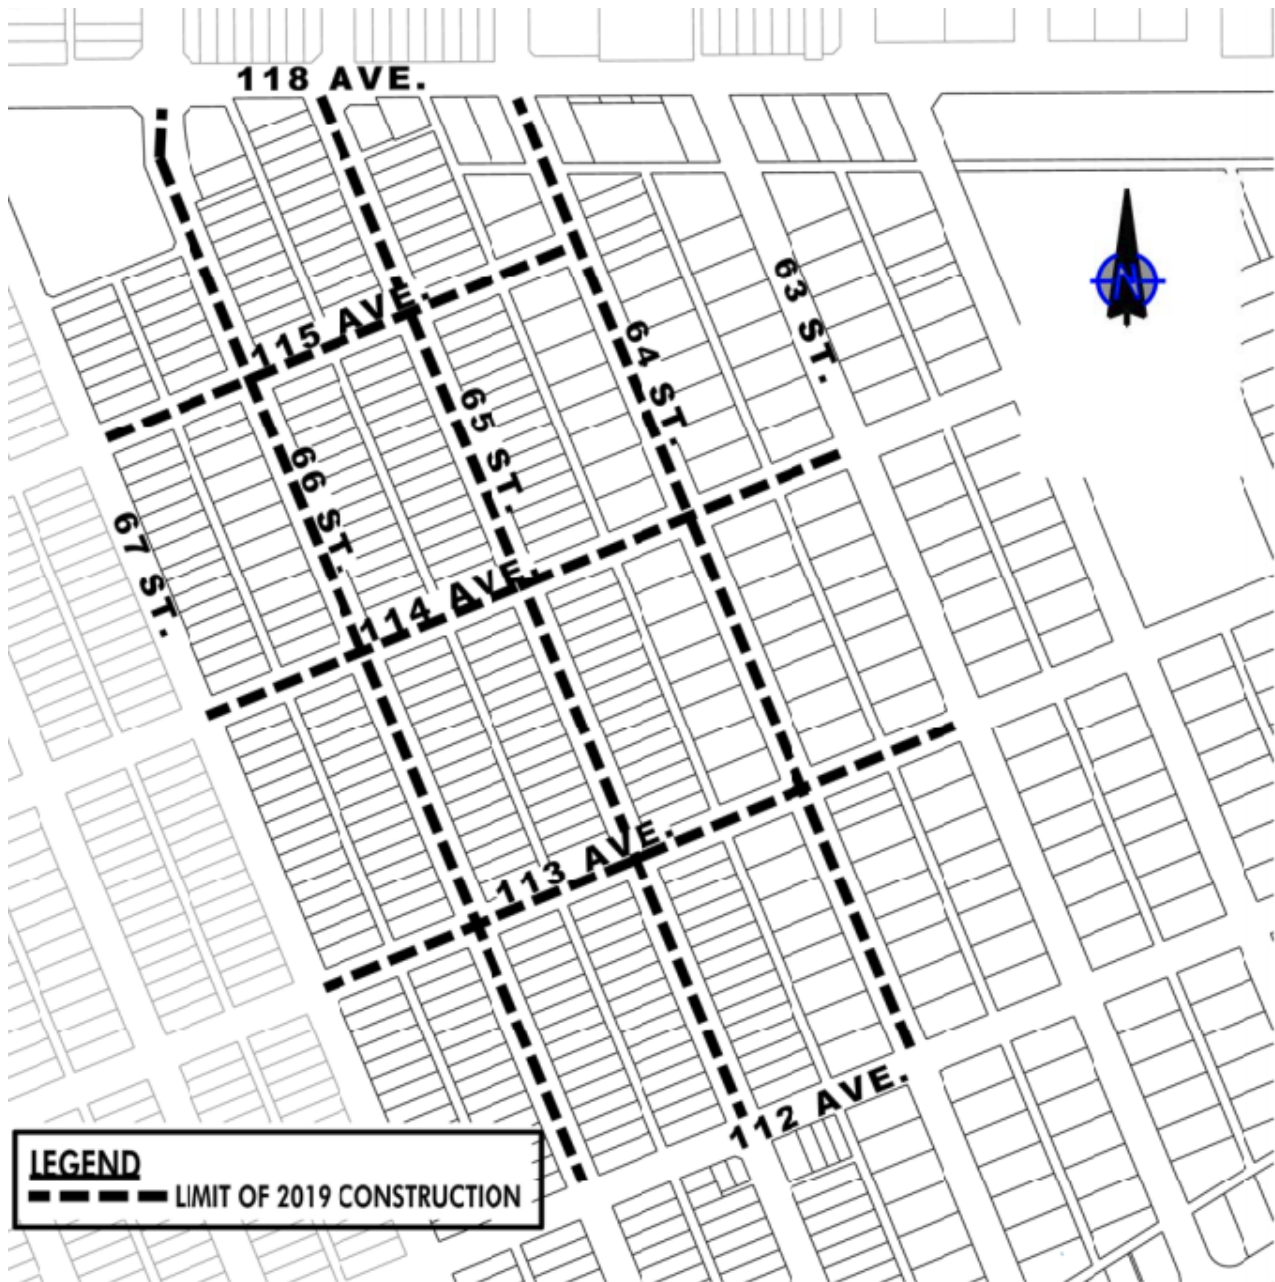 118 AVE.
N
63 ST.
115 AVE.
64 ST.
65 ST.
66 ST.
67 ST.
114 AVE.
113 AVE.
112 AVE.
LEGEND
LIMIT OF 2019 CONSTRUCTION